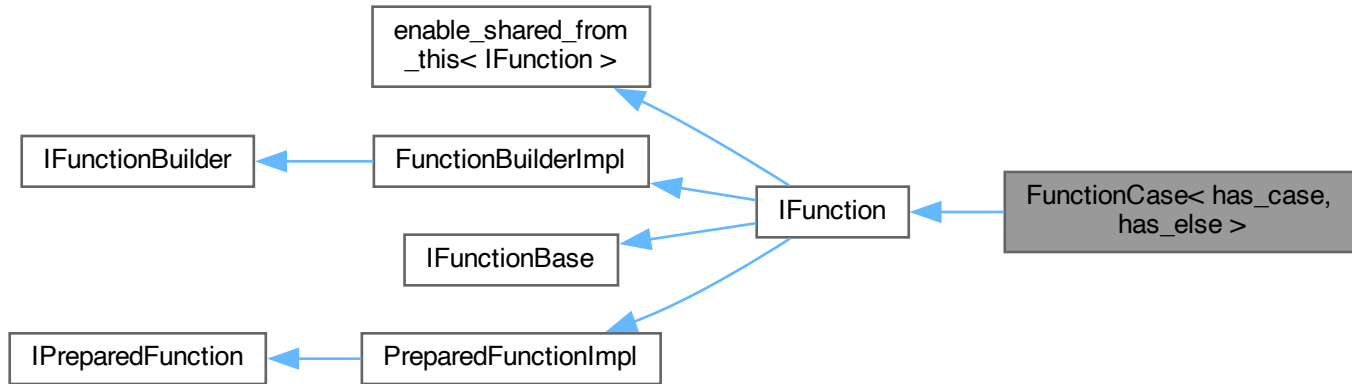 enable_shared_from
_this< IFunction >
IFunctionBuilder
FunctionBuilderImpl
IFunction
FunctionCase< has_case,
has_else >
IFunctionBase
IPreparedFunction
PreparedFunctionImpl